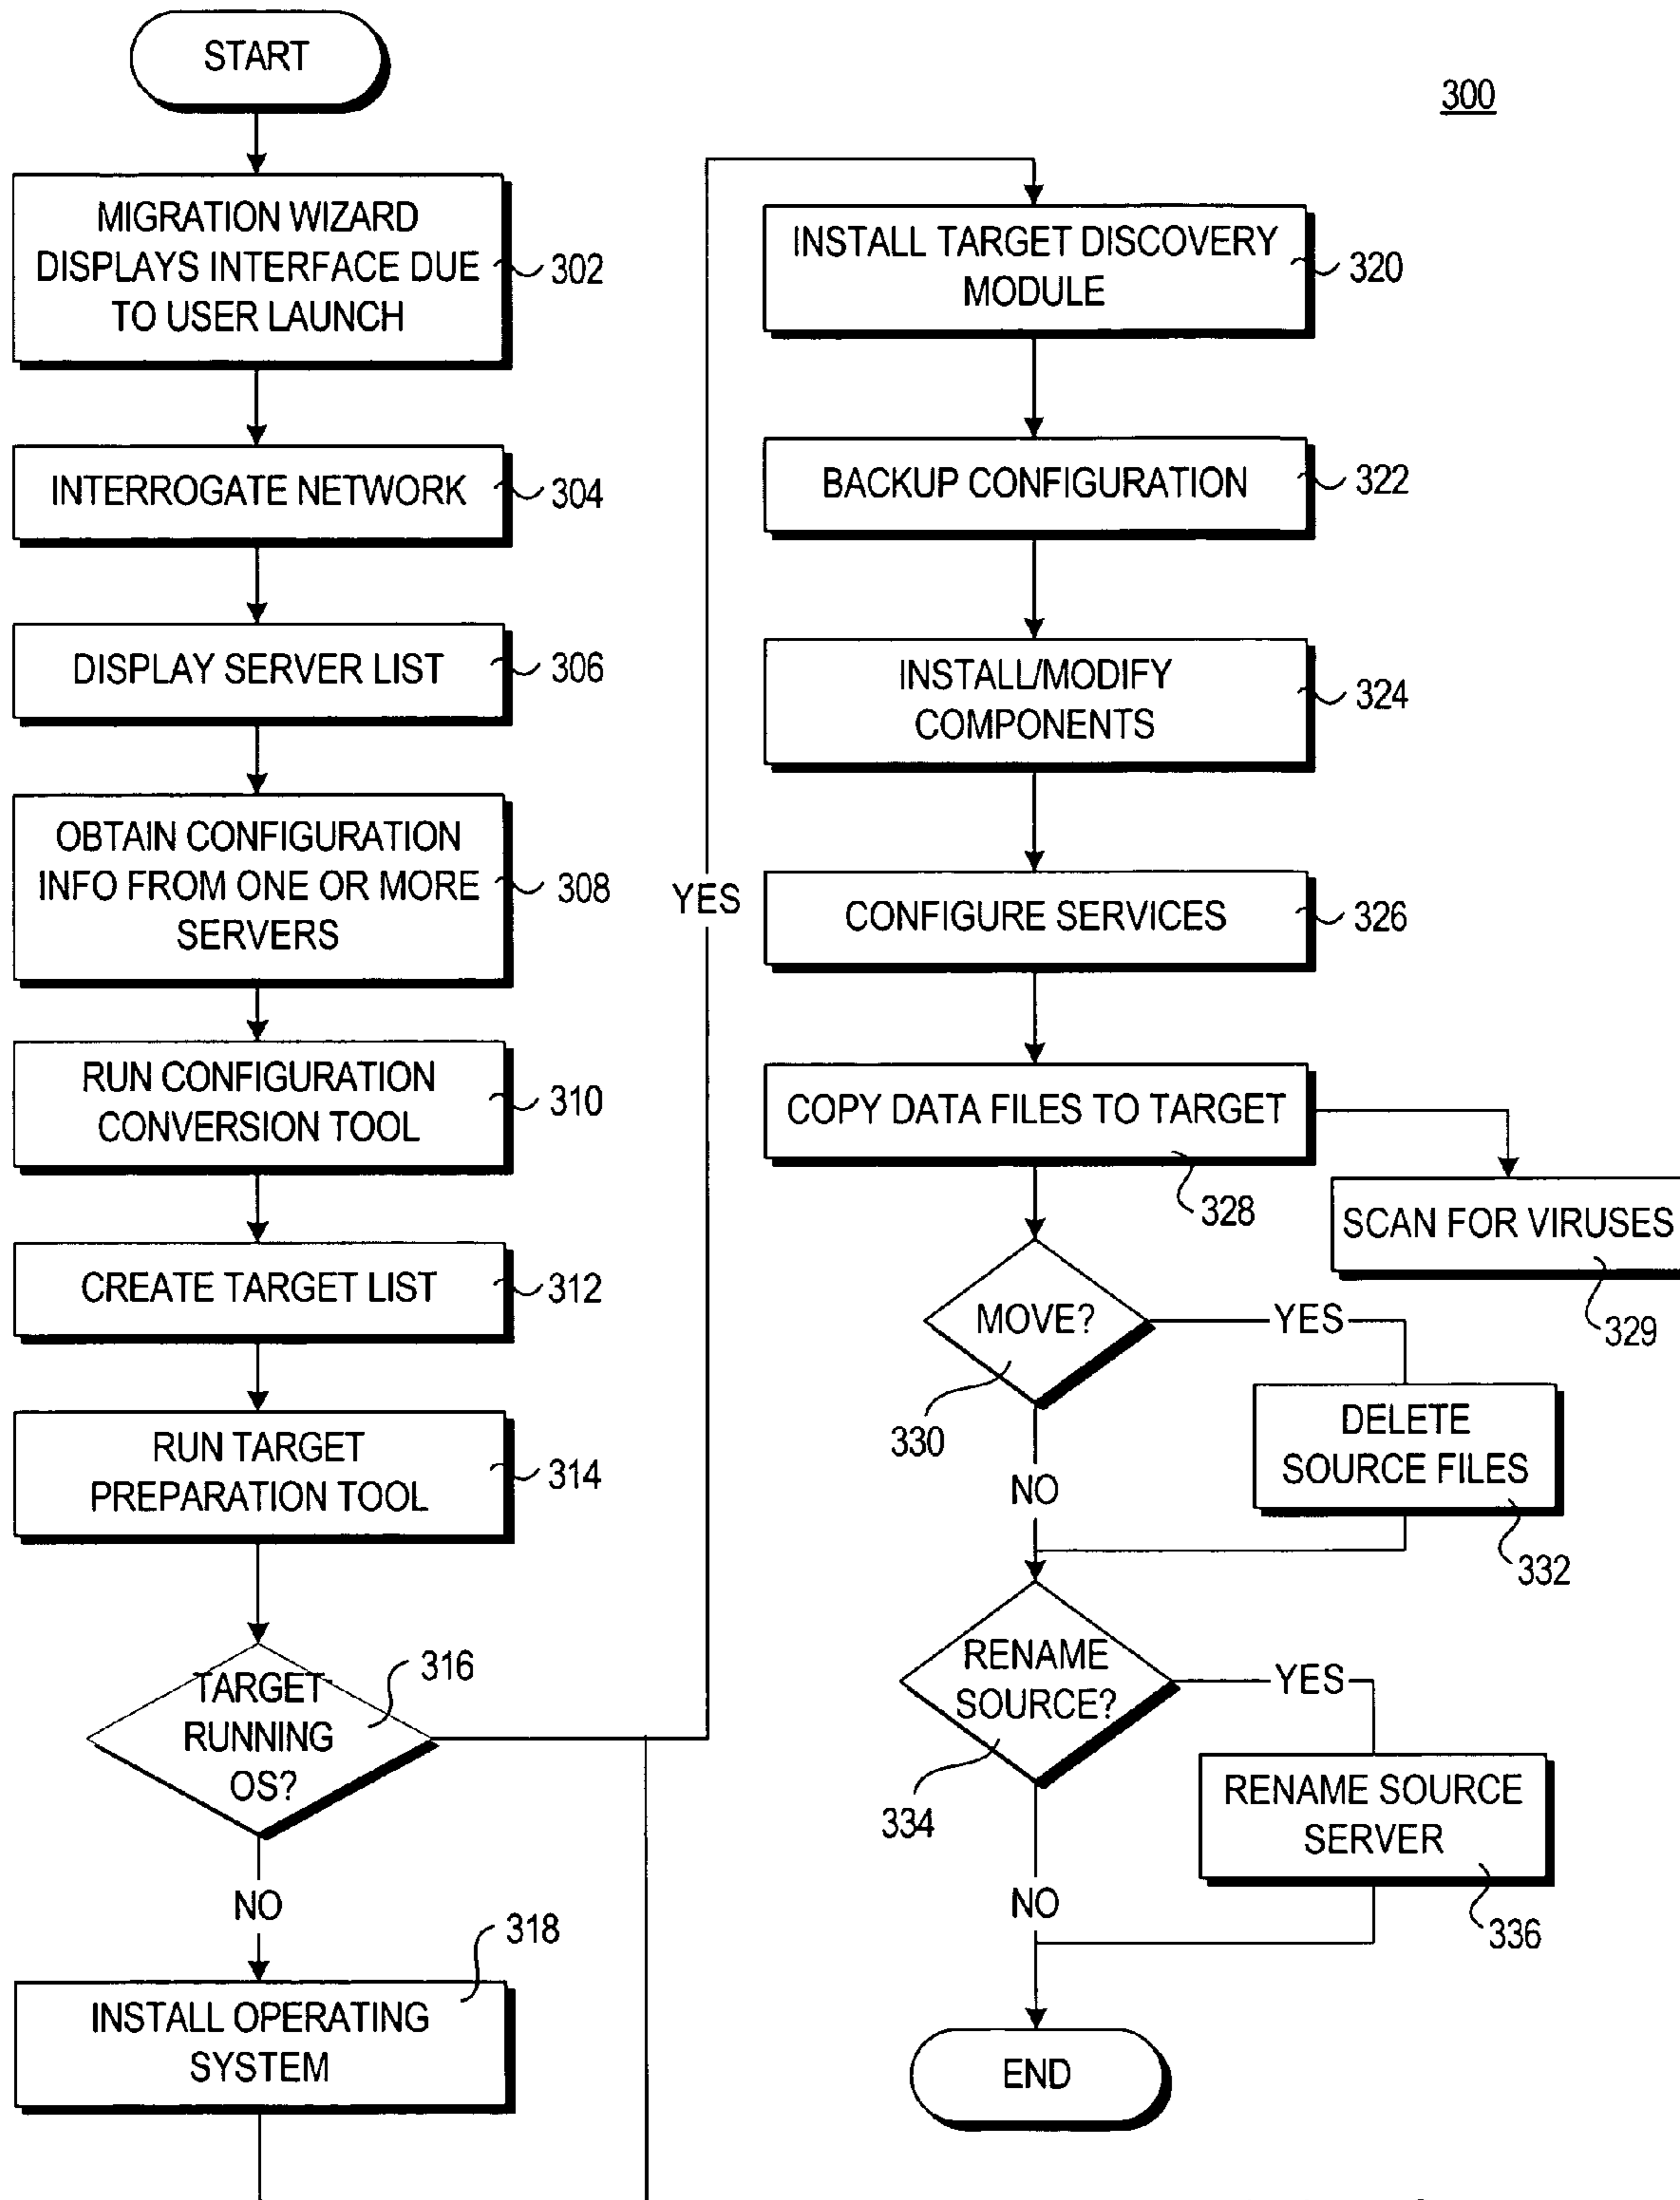 START
300
MIGRATION WIZARD
DISPLAYS INTERFACE DUE
TO USER LAUNCH
302
INTERROGATE NETWORK
304
DISPLAY SERVER LIST
306
OBTAIN CONFIGURATION
INFO FROM ONE OR MORE
SERVERS
308
RUN CONFIGURATION
CONVERSION TOOL
310
CREATE TARGET LIST
312
RUN TARGET
PREPARATION TOOL
314
TARGET
RUNNING
OS?
316
NO
INSTALL OPERATING
SYSTEM
318
YES
INSTALL TARGET DISCOVERY
MODULE
320
BACKUP CONFIGURATION
322
INSTALL/MODIFY
COMPONENTS
324
CONFIGURE SERVICES
326
COPY DATA FILES TO TARGET
328
SCAN FOR VIRUSES
329
MOVE?
330
YES
DELETE
SOURCE FILES
332
NO
RENAME
SOURCE?
334
YES
RENAME SOURCE
SERVER
336
NO
END